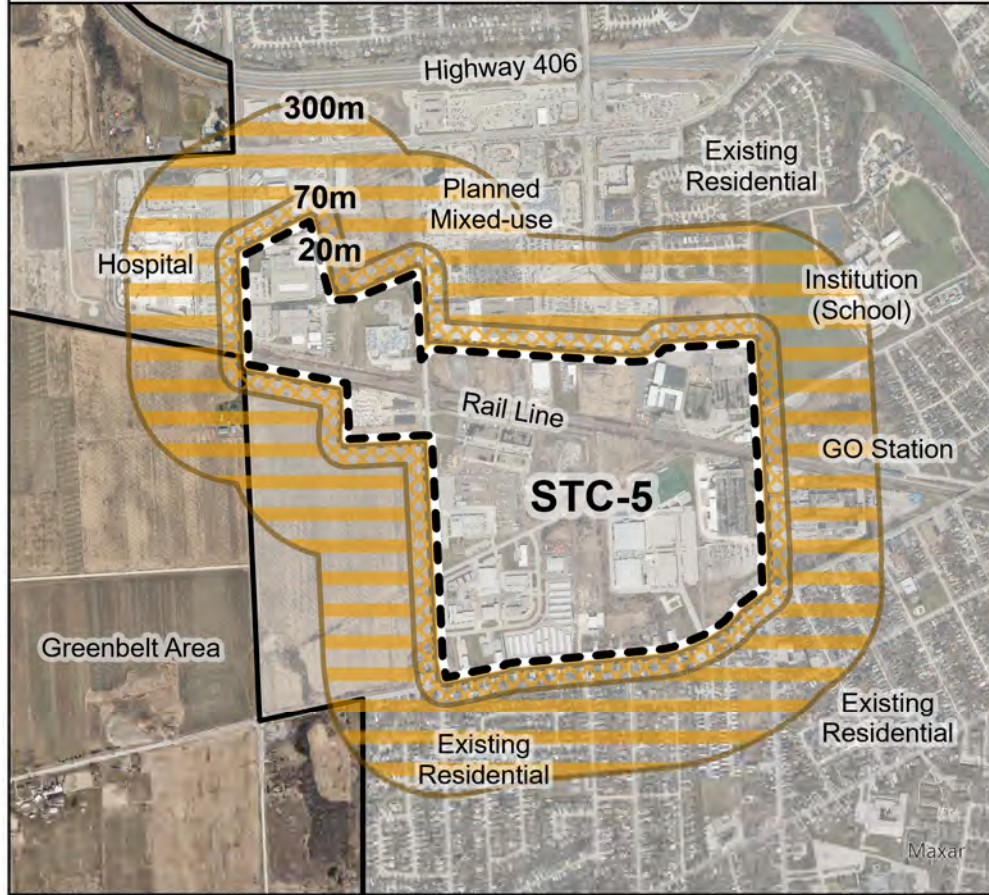 Highway 406
300m
Existing
Residential
Planned
Mixed-use
70m
20m
Hospital
Institution
(School)
Rail Line
GO Station
STC-5
Greenbelt Area
Existing
Residential
Existing
Residential
Maxar